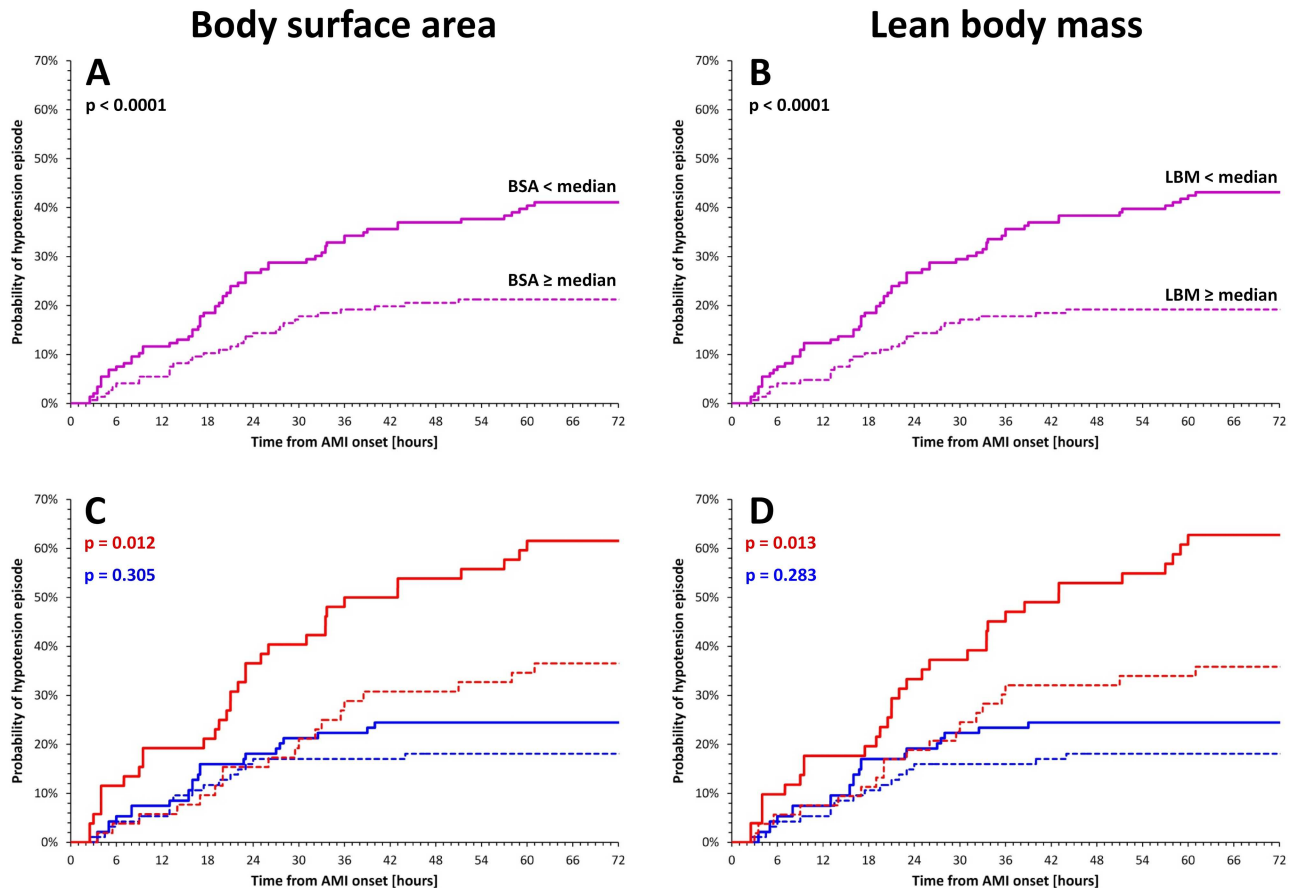 Body surface area
Lean body mass
A
p < 0.0001
Probability of hypotension episode
70%
60%
50%
40%
30%
20%
10%
0%
BSA < median
BSA ≥ median
0 6 12 18 24 30 36 42 48 54 60 66 72
Time from AMI onset [hours]
B
p < 0.0001
Probability of hypotension episode
70%
60%
50%
40%
30%
20%
10%
0%
LBM < median
LBM ≥ median
0 6 12 18 24 30 36 42 48 54 60 66 72
Time from AMI onset [hours]
C
p = 0.012
p = 0.305
Probability of hypotension episode
70%
60%
50%
40%
30%
20%
10%
0%
0 6 12 18 24 30 36 42 48 54 60 66 72
Time from AMI onset [hours]
D
p = 0.013
p = 0.283
Probability of hypotension episode
70%
60%
50%
40%
30%
20%
10%
0%
0 6 12 18 24 30 36 42 48 54 60 66 72
Time from AMI onset [hours]